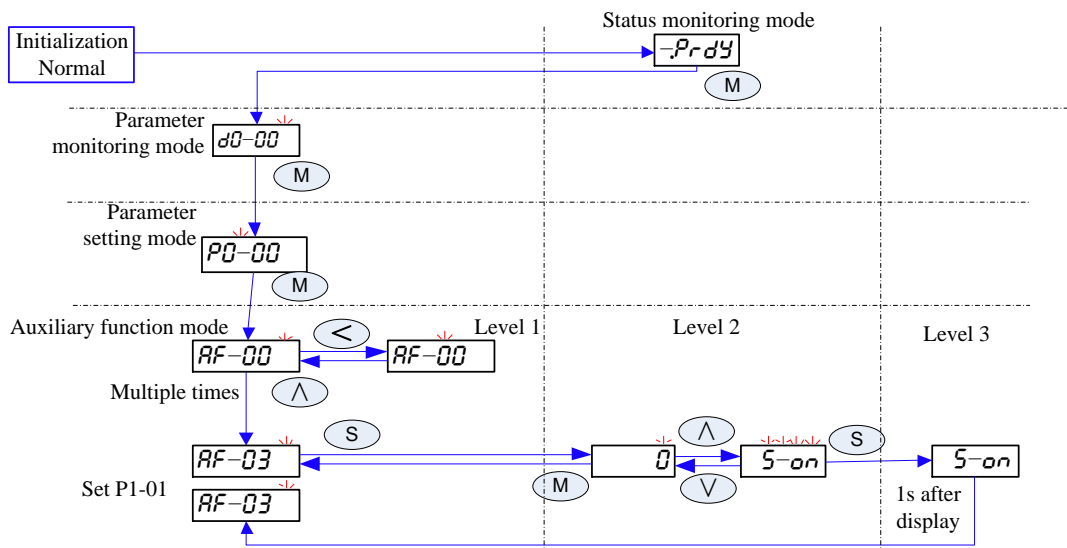 Status monitoring mode
Initialization
Normal
-.Prdy
M
Parameter
monitoring mode
d0-00
M
Parameter
setting mode
P0-00
M
Auxiliary function mode
<
Level 1
Level 2
Level 3
AF-00
AF-00
Multiple times
∧
AF-03
S
0
∧
S-on
S
S-on
M
∨
Set P1-01
AF-03
1s after
display